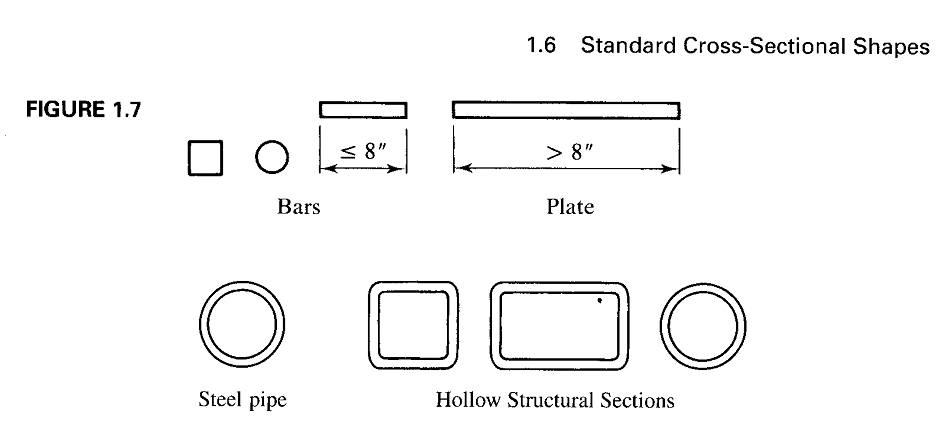 1.6 Standard Cross-Sectional Shapes
FIGURE 1.7
≤ 8″
> 8″
Bars
Plate
Steel pipe
Hollow Structural Sections